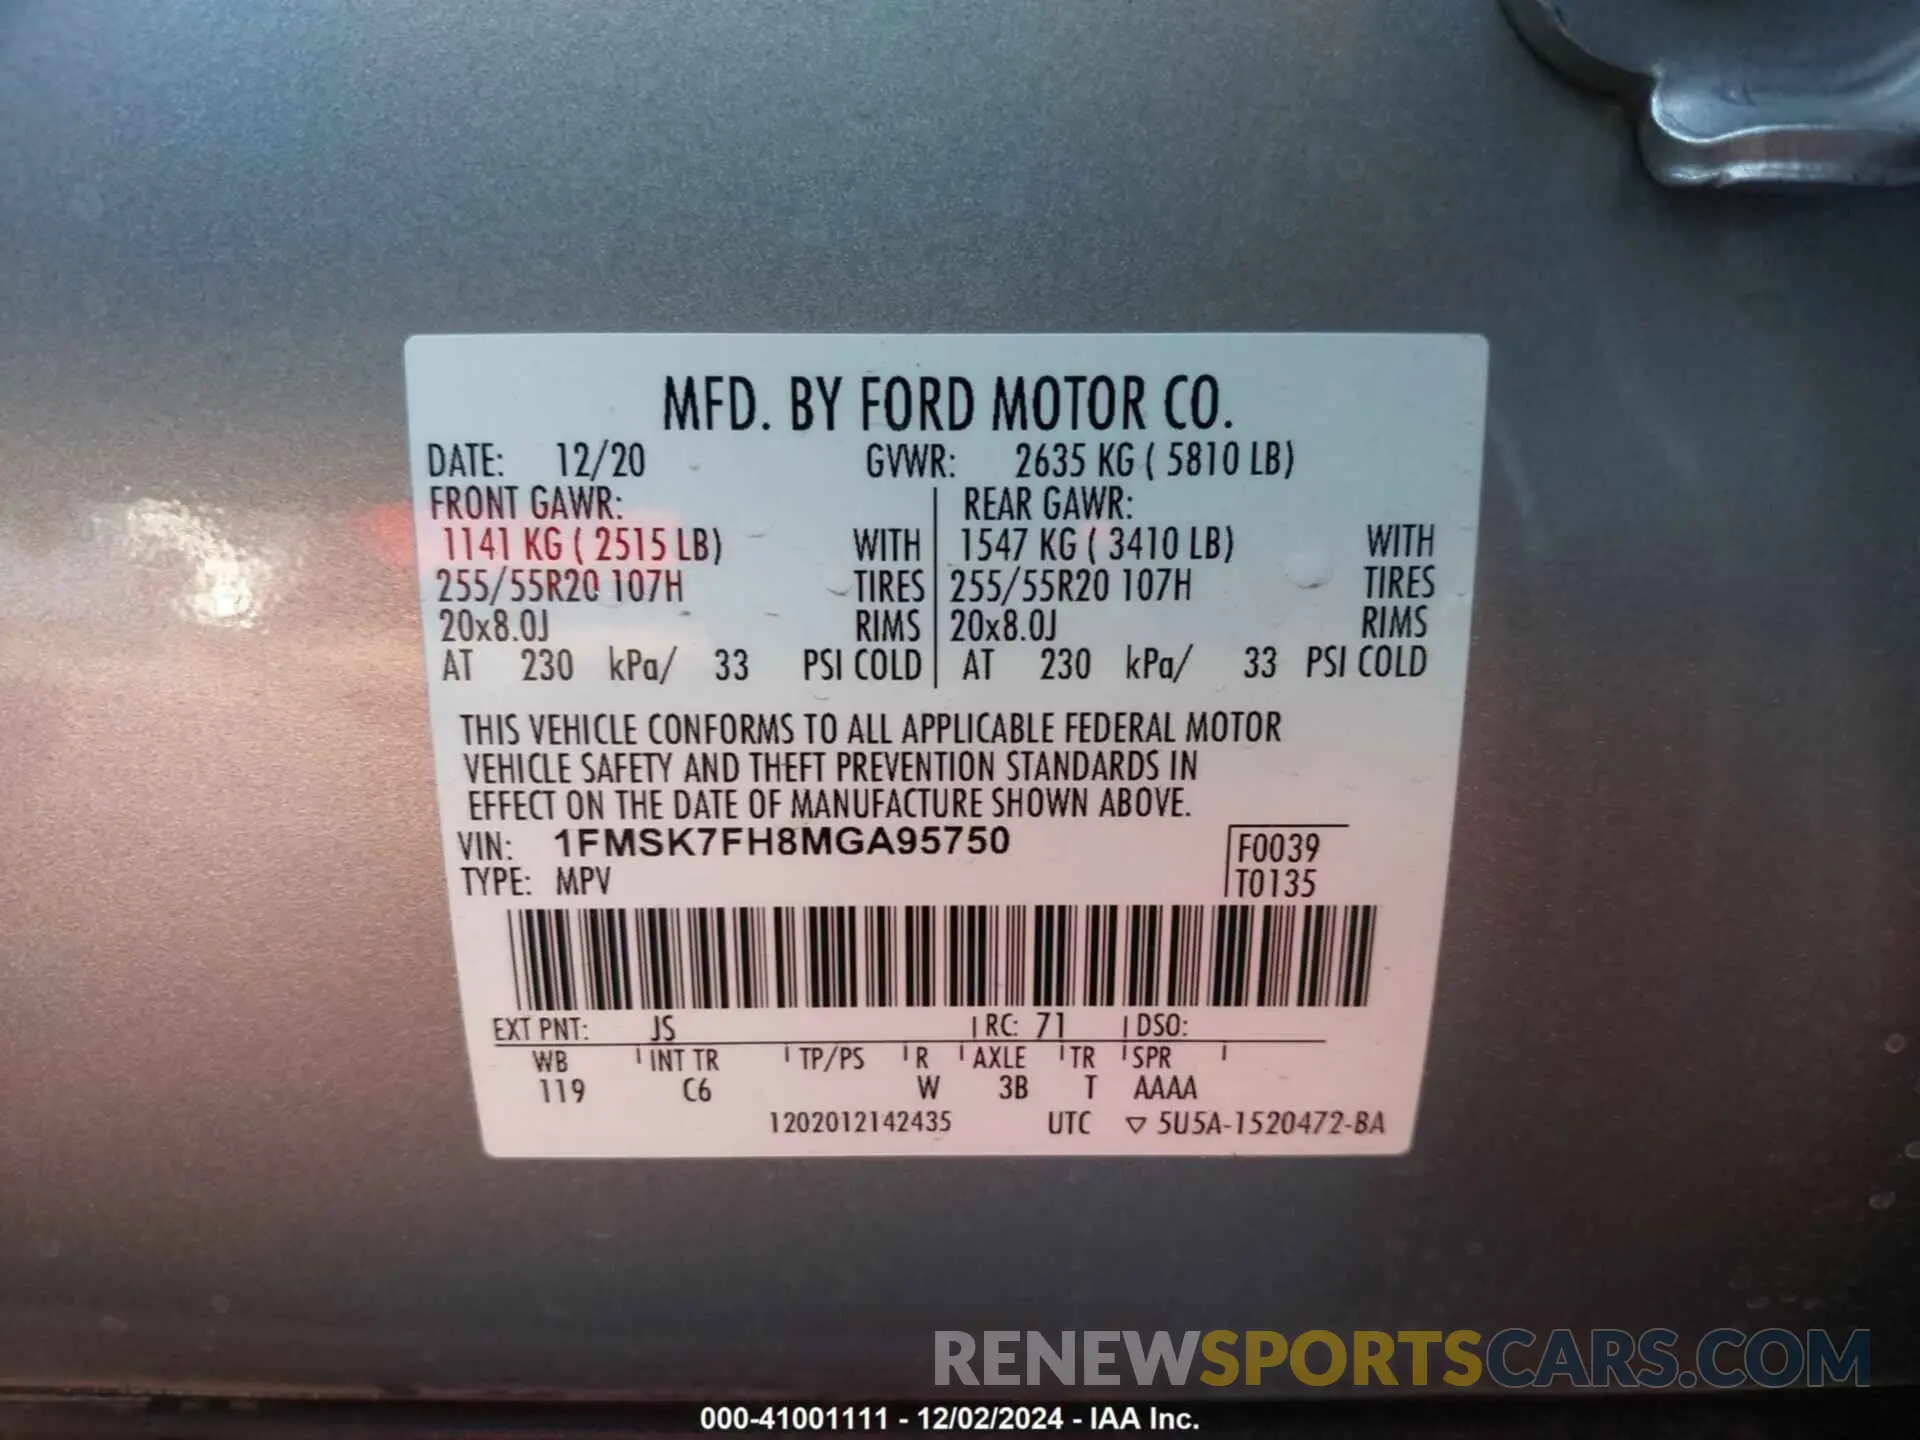 MFD. BY FORD MOTOR CO.
DATE: 12/20 GVWR: 2635 KG ( 5810 LB)
FRONT GAWR: REAR GAWR:
1141 KG ( 2515 LB) WITH 1547 KG ( 3410 LB) WITH
255/55R20 107H TIRES 255/55R20 107H TIRES
20x8.0J RIMS 20x8.0J RIMS
AT 230 kPa/ 33 PSI COLD AT 230 kPa/ 33 PSI COLD
THIS VEHICLE CONFORMS TO ALL APPLICABLE FEDERAL MOTOR
VEHICLE SAFETY AND THEFT PREVENTION STANDARDS IN
EFFECT ON THE DATE OF MANUFACTURE SHOWN ABOVE.
VIN: 1FMSK7FH8MGA95750 F0039
TYPE: MPV T0135
EXT PNT: JS RC: 71 DSO:
WB INT TR TP/PS R AXLE TR SPR
119 C6 W 3B T AAAA
1202012142435 UTC ▽ 5U5A-1520472-BA
RENEWSPORTSCARS.COM
000-41001111 - 12/02/2024 - IAA Inc.